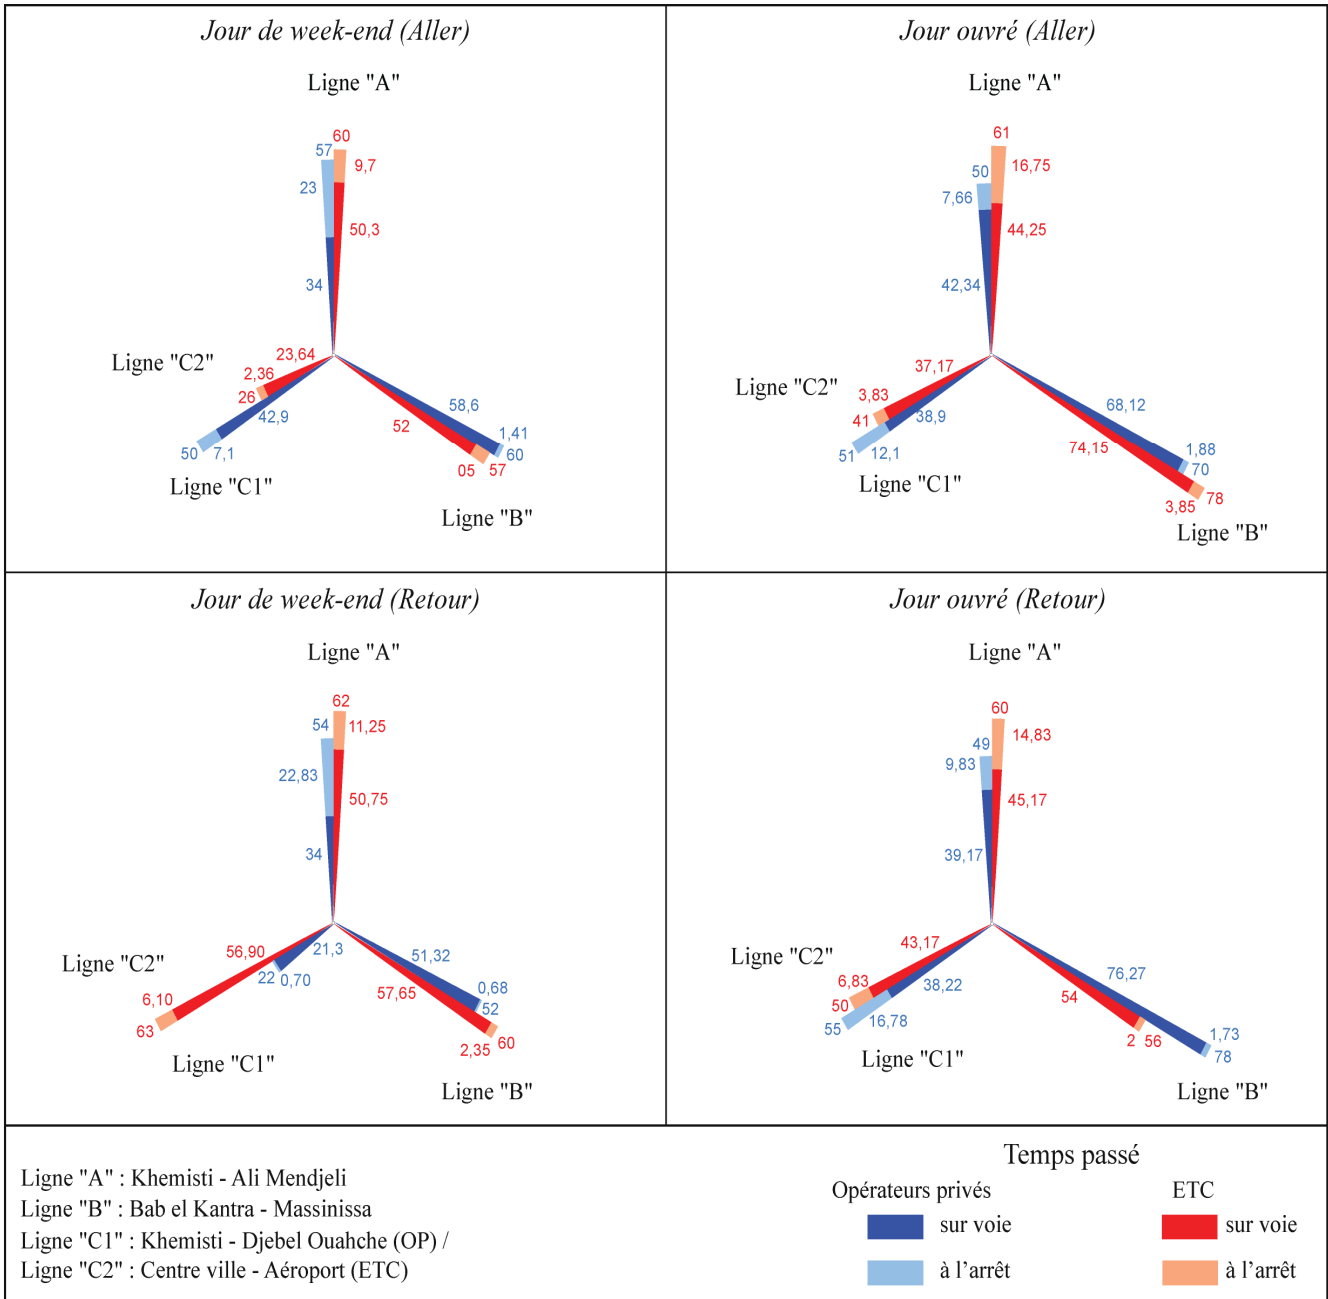 Jour de week-end (Aller)
Ligne "A"
60
57
9,7
23
50,3
34
Ligne "C2"
23,64
2,36
26
42,9
50
7,1
Ligne "C1"
58,6
52
1,41
60
05
57
Ligne "B"
Jour ouvré (Aller)
Ligne "A"
61
16,75
50
7,66
44,25
42,34
37,17
Ligne "C2"
3,83
41
38,9
51
12,1
Ligne "C1"
68,12
74,15
1,88
70
78
3,85
Ligne "B"
Jour de week-end (Retour)
Ligne "A"
62
54
11,25
22,83
50,75
34
56,90
21,3
Ligne "C2"
22
0,70
6,10
63
Ligne "C1"
51,32
57,65
0,68
52
60
2,35
Ligne "B"
Jour ouvré (Retour)
Ligne "A"
60
49
14,83
9,83
45,17
39,17
43,17
Ligne "C2"
6,83
38,22
50
55
16,78
Ligne "C1"
76,27
54
1,73
2
56
78
Ligne "B"
Ligne "A" : Khemisti - Ali Mendjeli
Ligne "B" : Bab el Kantra - Massinissa
Ligne "C1" : Khemisti - Djebel Ouahche (OP) /
Ligne "C2" : Centre ville - Aéroport (ETC)
Temps passé
Opérateurs privés
ETC
sur voie
sur voie
à l'arrêt
à l'arrêt